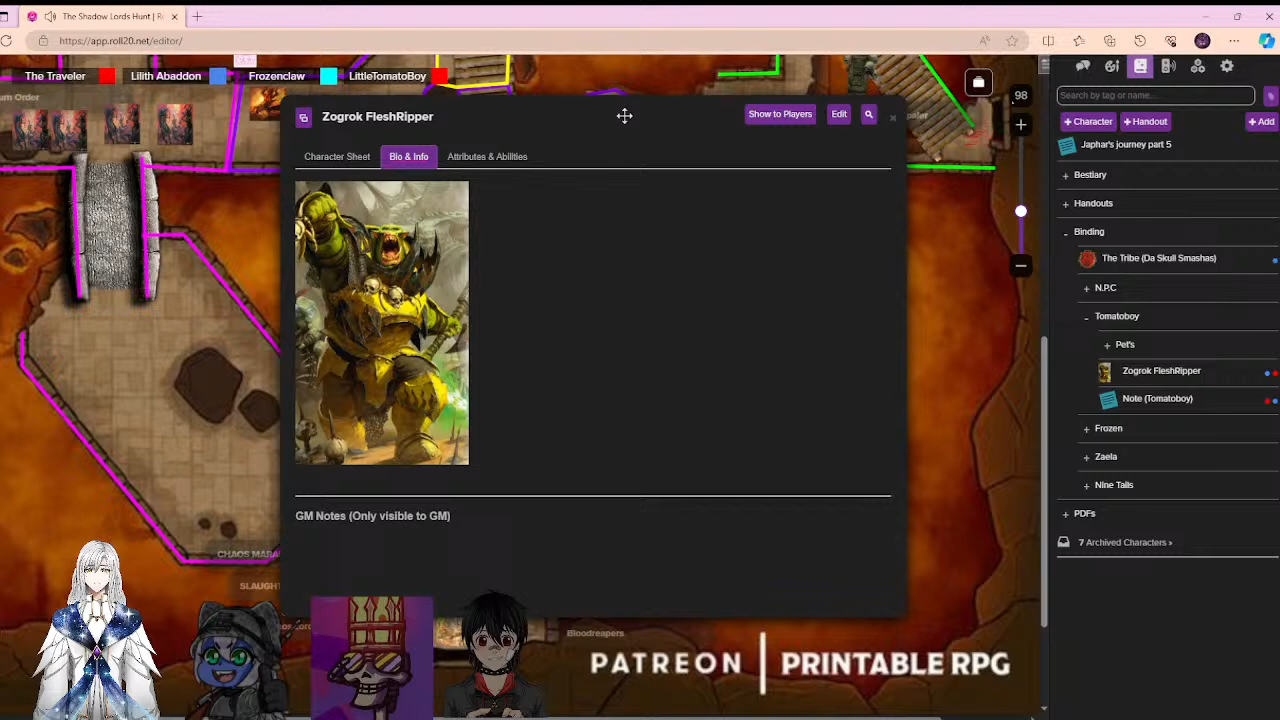 The Shadow Lords Hunt | R
https://app.roll20.net/editor/
The Traveler
Lilith Abaddon
Frozenclaw
LittleTomatoBoy
um Order
98
Zogrok FleshRipper
Show to Players
Edit
Character Sheet
Bio & Info
Attributes & Abilities
GM Notes (Only visible to GM)
CHAOS MARA
SLAUGHT
Bloodreapers
PATREON | PRINTABLE RPG
Search by tag or name...
+ Character
+ Handout
+ Add
Japhar's journey part 5
+ Bestiary
+ Handouts
- Binding
The Tribe (Da Skull Smashas)
+ N.P.C
- Tomatoboy
+ Pet's
Zogrok FleshRipper
Note (Tomatoboy)
+ Frozen
+ Zaela
+ Nine Tails
+ PDFs
7 Archived Characters »